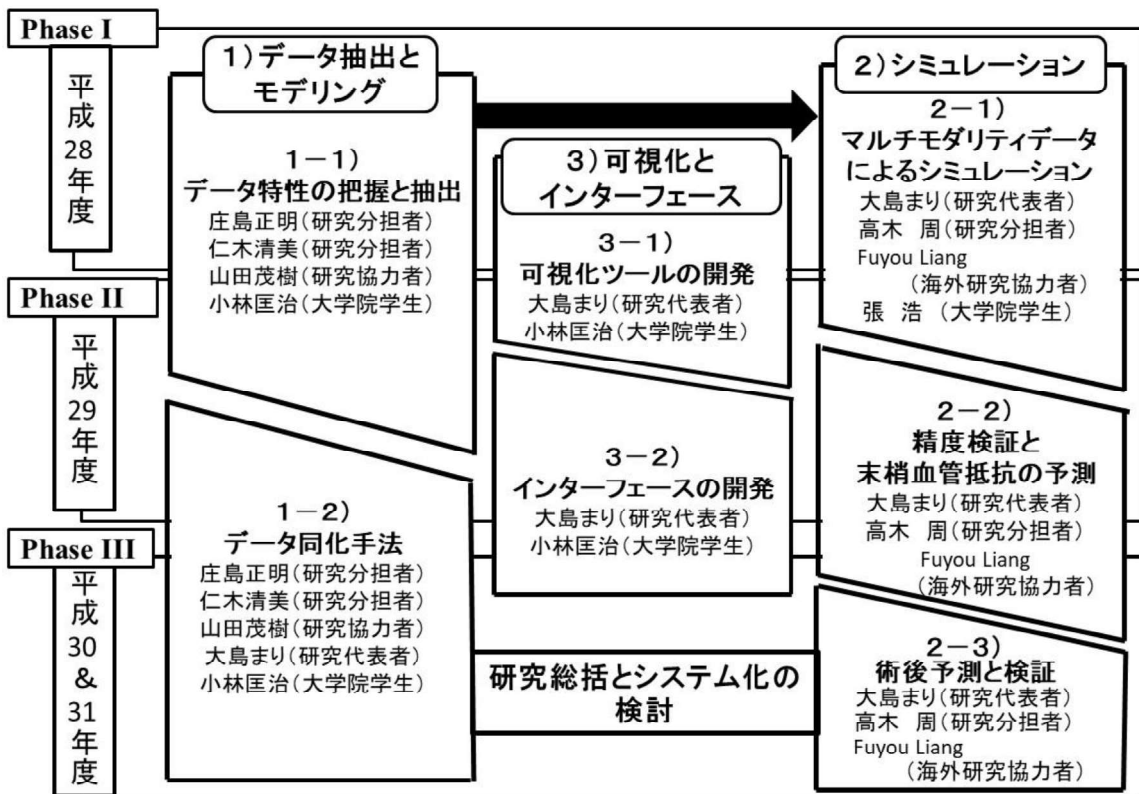 Phase I
平成28年度
Phase II
平成29年度
Phase III
平成30&31年度
1)データ抽出と
モデリング
1-1)
データ特性の把握と抽出
庄島正明(研究分担者)
仁木清美(研究分担者)
山田茂樹(研究協力者)
小林匡治(大学院学生)
1-2)
データ同化手法
庄島正明(研究分担者)
仁木清美(研究分担者)
山田茂樹(研究協力者)
大島まり(研究代表者)
小林匡治(大学院学生)
3)可視化と
インターフェース
3-1)
可視化ツールの開発
大島まり(研究代表者)
小林匡治(大学院学生)
3-2)
インターフェースの開発
大島まり(研究代表者)
小林匡治(大学院学生)
研究総括とシステム化の
検討
2)シミュレーション
2-1)
マルチモダリティデータ
によるシミュレーション
大島まり(研究代表者)
高木 周(研究分担者)
Fuyou Liang
(海外研究協力者)
張 浩 (大学院学生)
2-2)
精度検証と
末梢血管抵抗の予測
大島まり(研究代表者)
高木 周(研究分担者)
Fuyou Liang
(海外研究協力者)
2-3)
術後予測と検証
大島まり(研究代表者)
高木 周(研究分担者)
Fuyou Liang
(海外研究協力者)